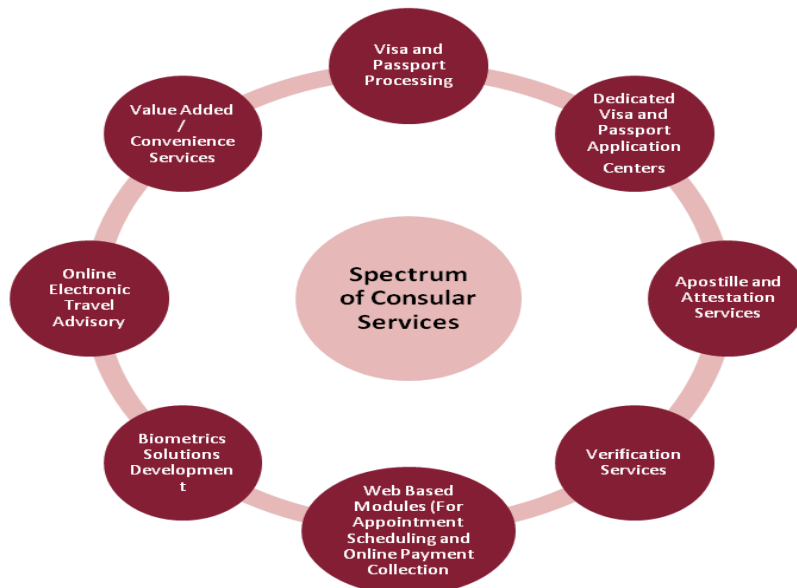 Visa and
Passport
Processing
Dedicated
Visa and
Passport
Application
Centers
Apostille and
Attestation
Services
Verification
Services
Web Based
Modules (For
Appointment
Scheduling and
Online Payment
Collection
Biometrics
Solutions
Developmen
t
Online
Electronic
Travel
Advisory
Value Added
/
Convenience
Services
Spectrum
of Consular
Services